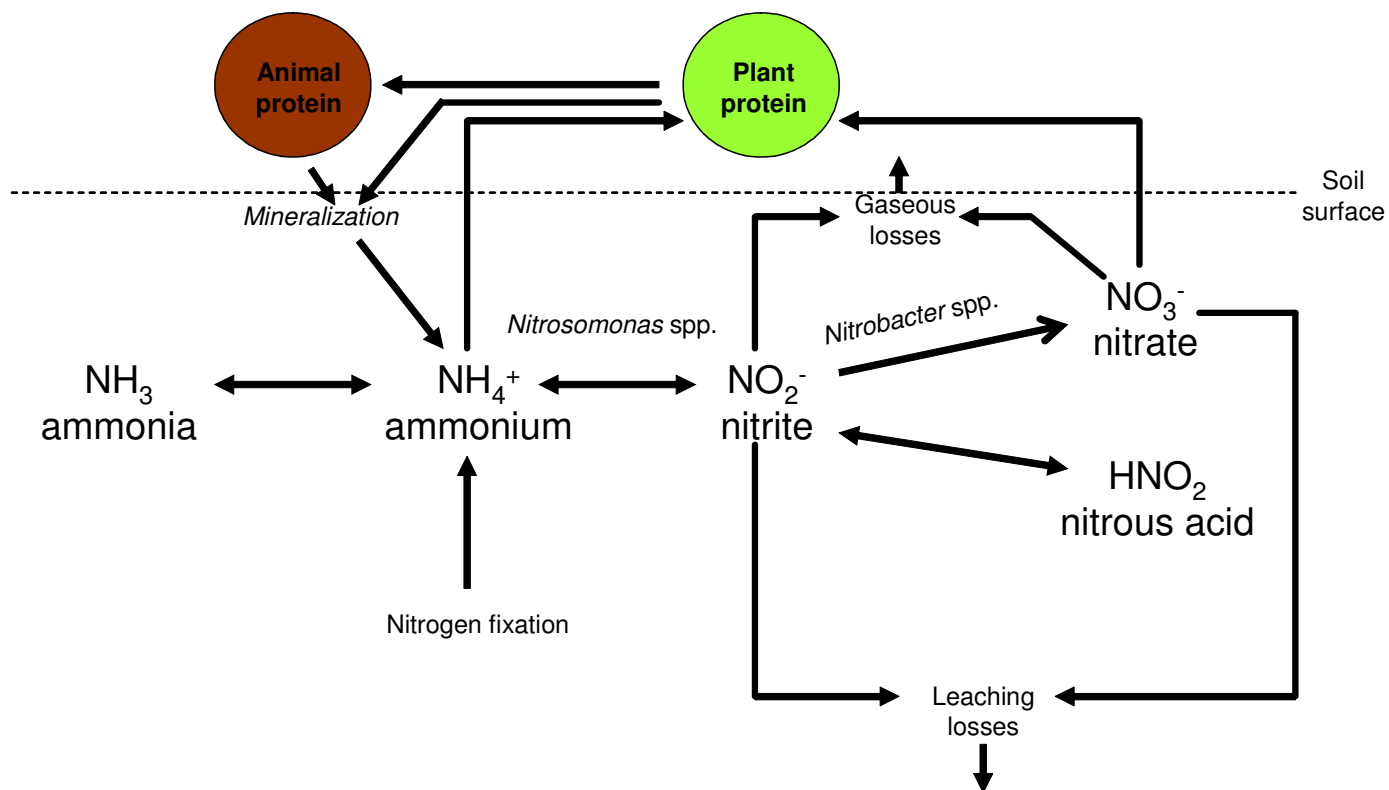 Animal
protein
Plant
protein
Soil
surface
Mineralization
Gaseous
losses
Nitrosomonas spp.
Nitrobacter spp.
NO₃⁻
nitrate
NH₃
ammonia
NH₄⁺
ammonium
NO₂⁻
nitrite
HNO₂
nitrous acid
Nitrogen fixation
Leaching
losses